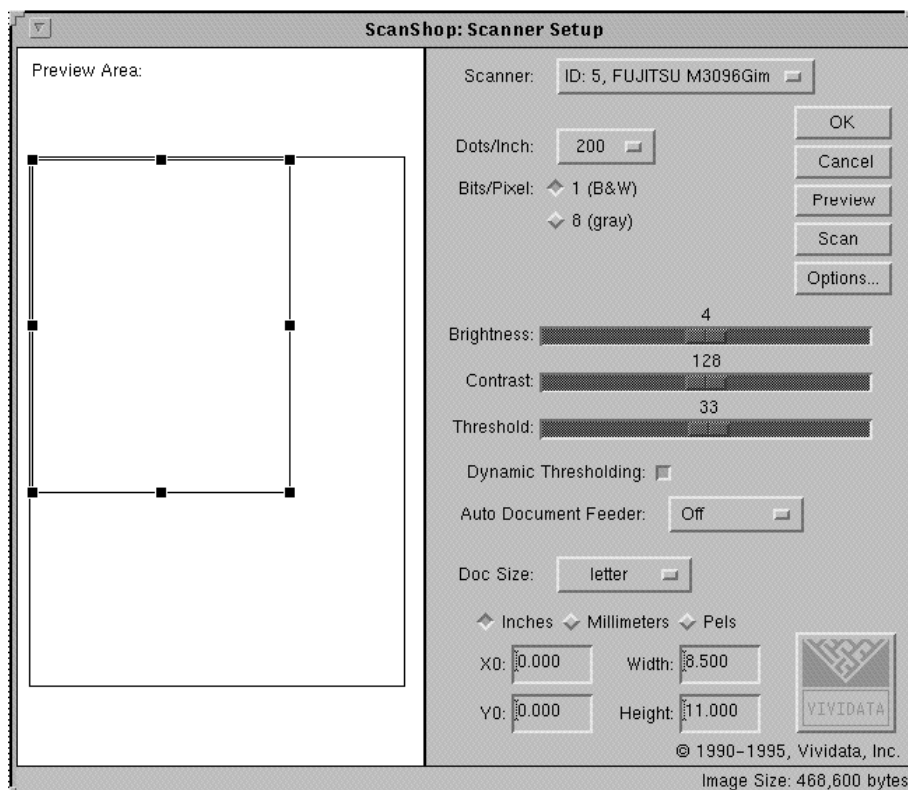 ScanShop: Scanner Setup
Preview Area:
Scanner: ID: 5, FUJITSU M3096Gim
OK
Dots/Inch: 200
Cancel
Bits/Pixel: 1 (B&W)
Preview
8 (gray)
Scan
Options...
4
Brightness:
128
Contrast:
33
Threshold:
Dynamic Thresholding:
Auto Document Feeder: Off
Doc Size: letter
Inches Millimeters Pels
X0: 0.000 Width: 8.500
Y0: 0.000 Height: 11.000
VIVIDATA
© 1990-1995, Vividata, Inc.
Image Size: 468,600 bytes